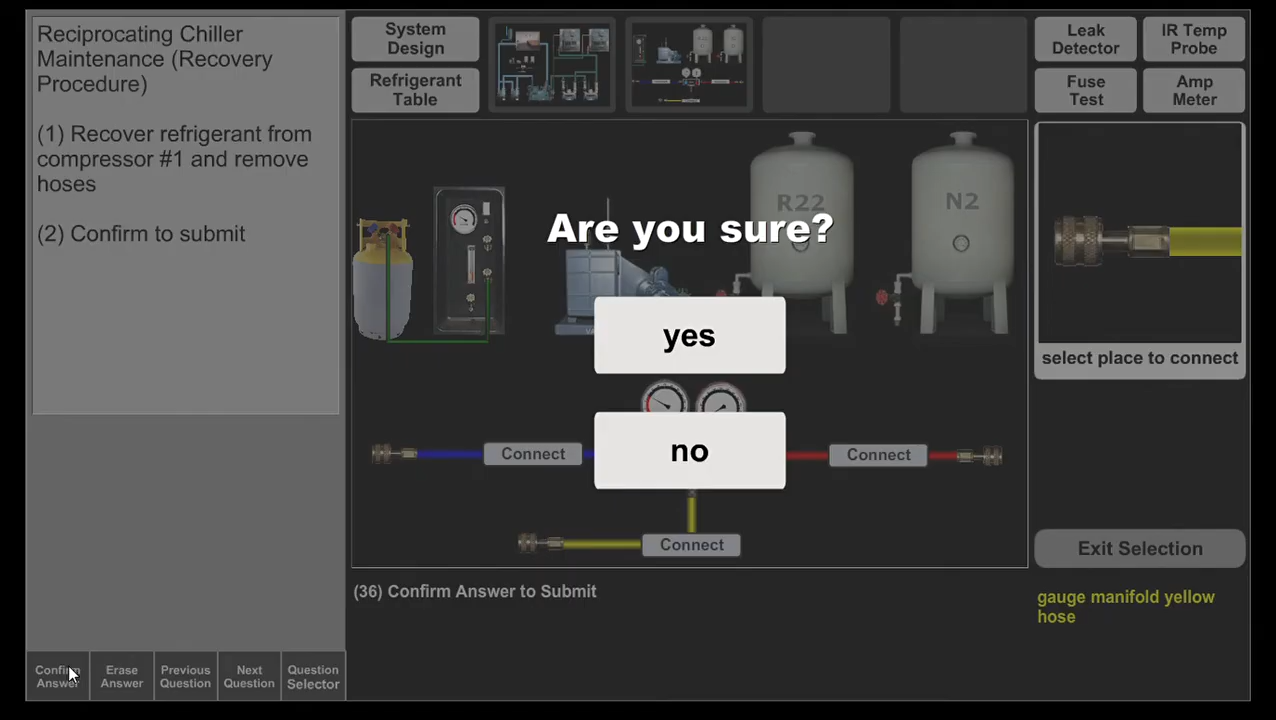 Reciprocating Chiller
Maintenance (Recovery
Procedure)
(1) Recover refrigerant from
compressor #1 and remove
hoses
(2) Confirm to submit
System
Design
Refrigerant
Table
Leak
Detector
IR Temp
Probe
Fuse
Test
Amp
Meter
R22
N2
Are you sure?
yes
no
select place to connect
Connect
Connect
Connect
Exit Selection
(36) Confirm Answer to Submit
gauge manifold yellow
hose
Confirm
Answer
Erase
Answer
Previous
Question
Next
Question
Question
Selector